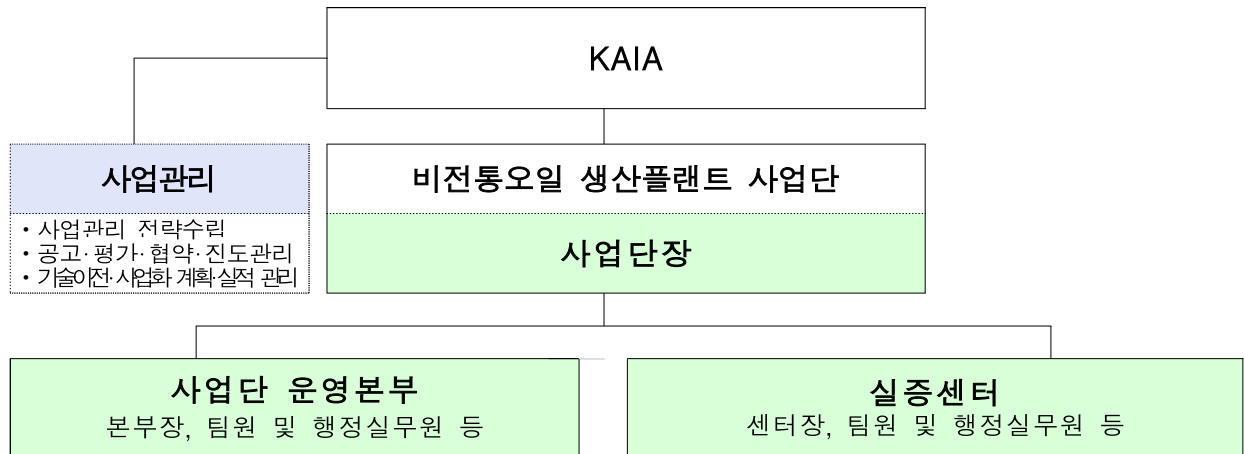 KAIA
사업관리
• 사업관리 전략수립
• 공고·평가·협약·진도관리
• 기술이전·사업화 계획·실적 관리
비전통오일 생산플랜트 사업단
사업단장
사업단 운영본부
본부장, 팀원 및 행정실무원 등
실증센터
센터장, 팀원 및 행정실무원 등